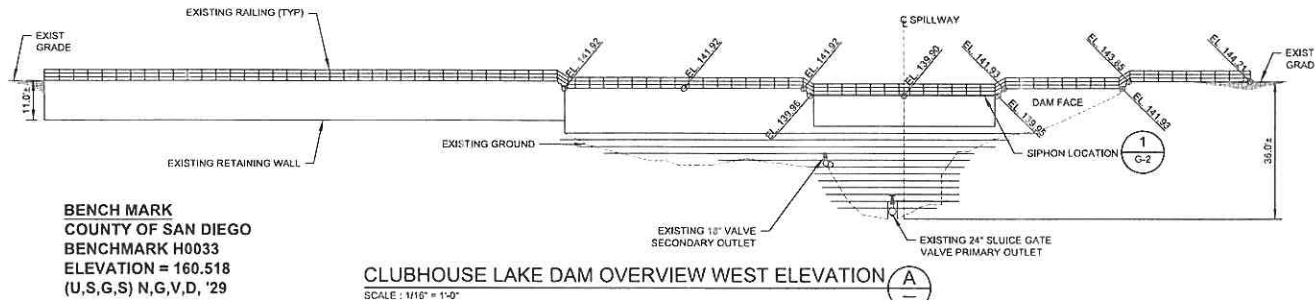 EXISTING RAILING (TYP)
EXIST
GRADE
℄ SPILLWAY
EL. 141.92
EL. 141.92
EL. 141.92
EL. 139.90
EL. 141.93
EL. 143.65
EL. 144.21
EXIST
GRAD
11.0'±
EL. 139.96
EL. 139.95
DAM FACE
EL. 141.93
EXISTING RETAINING WALL
EXISTING GROUND
SIPHON LOCATION
1
G-2
36.0'±
BENCH MARK
COUNTY OF SAN DIEGO
BENCHMARK H0033
ELEVATION = 160.518
(U,S,G,S) N,G,V,D, '29
EXISTING 18" VALVE
SECONDARY OUTLET
EXISTING 24" SLUICE GATE
VALVE PRIMARY OUTLET
CLUBHOUSE LAKE DAM OVERVIEW WEST ELEVATION
A
–
SCALE : 1/16" = 1'-0"